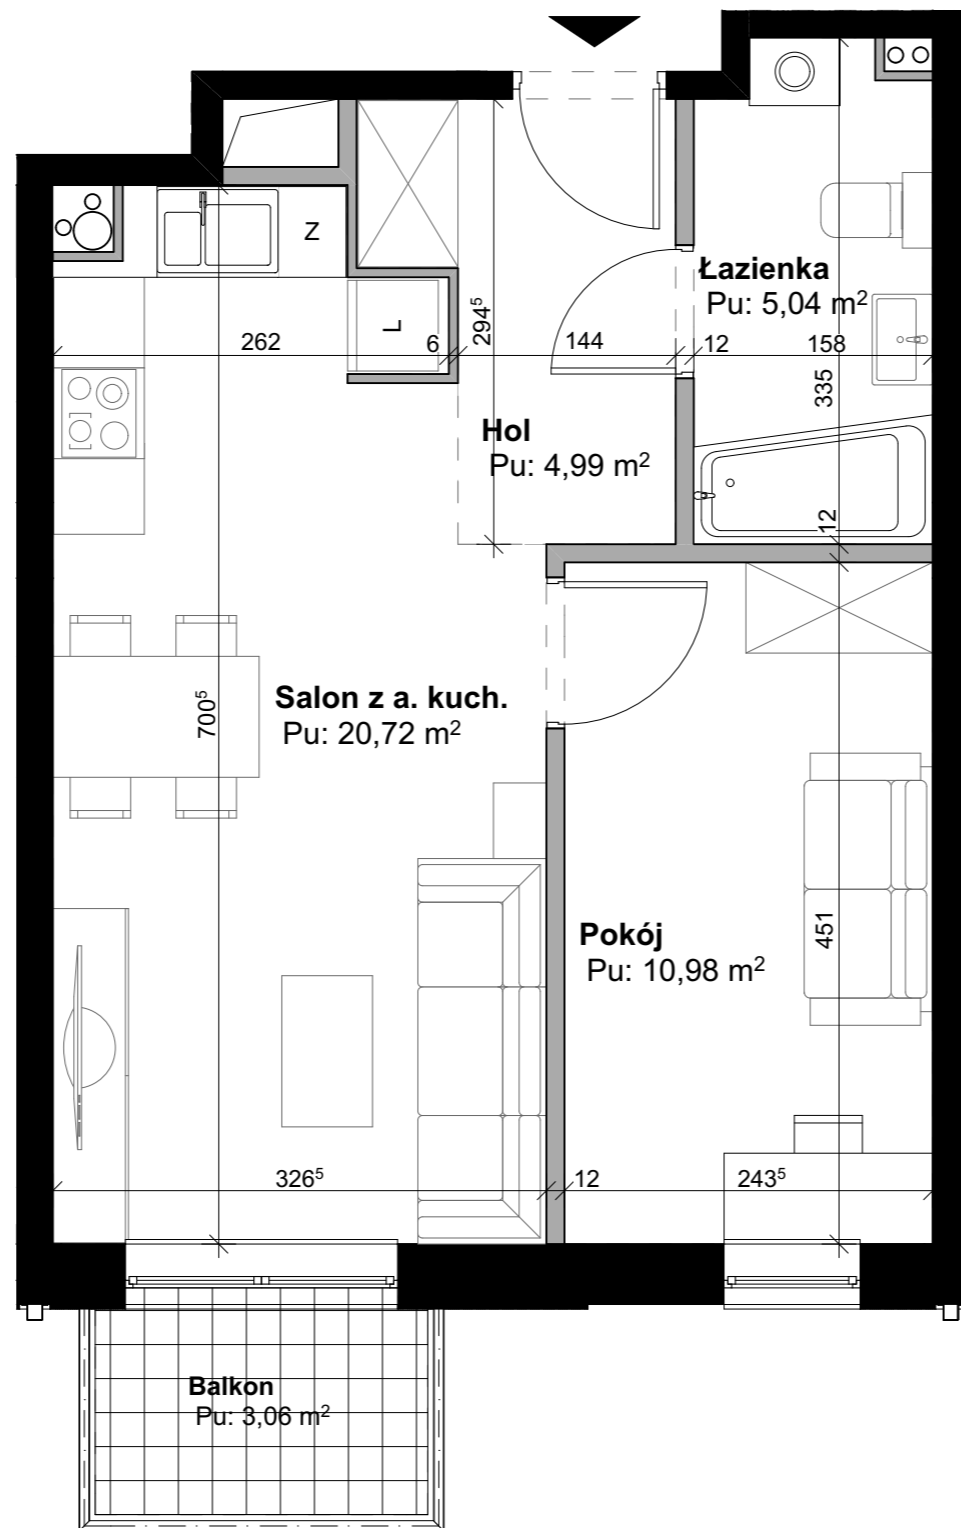 Z
Łazienka
Pu: 5,04 m²
L
262
6
294⁵
144
12
158
335
Hol
Pu: 4,99 m²
12
Salon z a. kuch.
Pu: 20,72 m²
700⁵
Pokój
Pu: 10,98 m²
451
326⁵
12
243⁵
Balkon
Pu: 3,06 m²